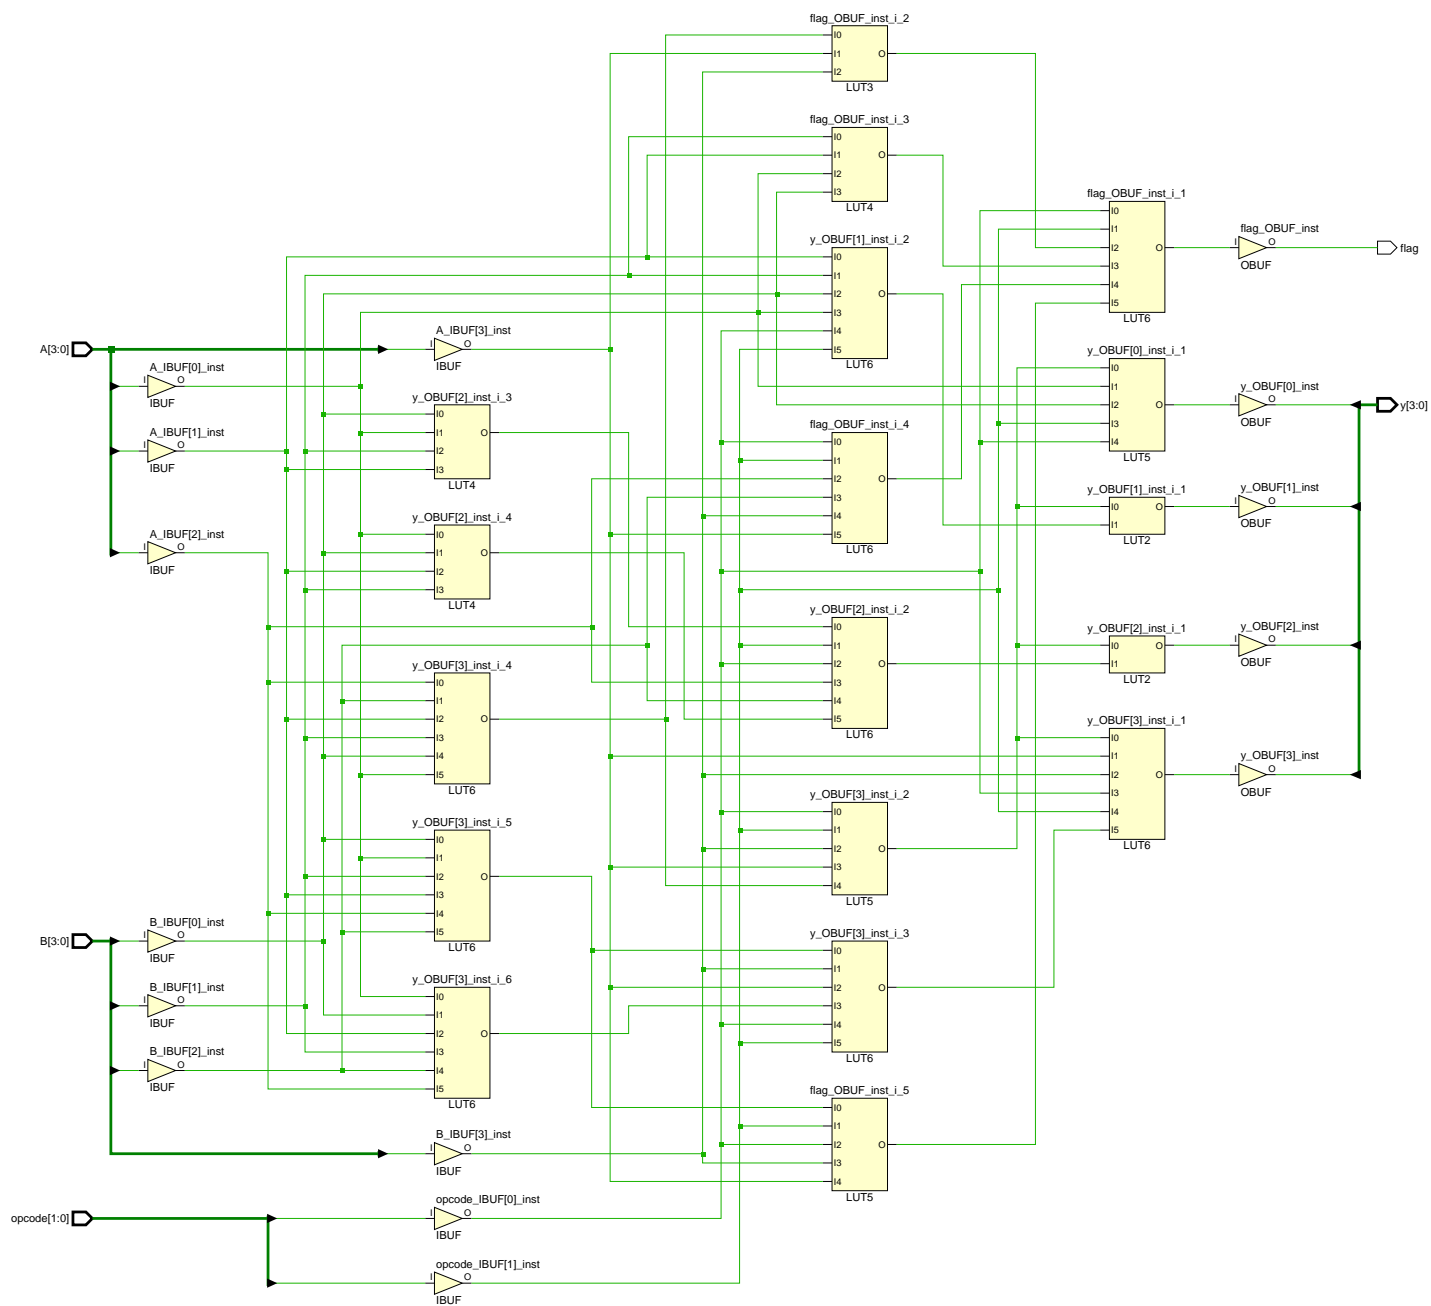 flag_OBUF_inst_i_2
I0
I1
I2
O
LUT3
flag_OBUF_inst_i_3
I0
I1
I2
I3
O
LUT4
y_OBUF[1]_inst_i_2
I0
I1
I2
I3
I4
I5
O
LUT6
flag_OBUF_inst_i_1
I0
I1
I2
I3
I4
I5
O
LUT6
flag_OBUF_inst
I
O
OBUF
flag
A[3:0]
A_IBUF[3]_inst
I
O
IBUF
A_IBUF[0]_inst
I
O
IBUF
A_IBUF[1]_inst
I
O
IBUF
A_IBUF[2]_inst
I
O
IBUF
y_OBUF[2]_inst_i_3
I0
I1
I2
I3
O
LUT4
y_OBUF[2]_inst_i_4
I0
I1
I2
I3
O
LUT4
flag_OBUF_inst_i_4
I0
I1
I2
I3
I4
I5
O
LUT6
y_OBUF[0]_inst_i_1
I0
I1
I2
I3
I4
O
LUT5
y_OBUF[0]_inst
I
O
OBUF
y[3:0]
y_OBUF[1]_inst_i_1
I0
I1
O
LUT2
y_OBUF[1]_inst
I
O
OBUF
y_OBUF[2]_inst_i_2
I0
I1
I2
I3
I4
I5
O
LUT6
y_OBUF[2]_inst_i_1
I0
I1
O
LUT2
y_OBUF[2]_inst
I
O
OBUF
y_OBUF[3]_inst_i_4
I0
I1
I2
I3
I4
I5
O
LUT6
y_OBUF[3]_inst_i_1
I0
I1
I2
I3
I4
I5
O
LUT6
y_OBUF[3]_inst
I
O
OBUF
y_OBUF[3]_inst_i_5
I0
I1
I2
I3
I4
I5
O
LUT6
y_OBUF[3]_inst_i_2
I0
I1
I2
I3
I4
O
LUT5
B[3:0]
B_IBUF[0]_inst
I
O
IBUF
B_IBUF[1]_inst
I
O
IBUF
B_IBUF[2]_inst
I
O
IBUF
y_OBUF[3]_inst_i_6
I0
I1
I2
I3
I4
I5
O
LUT6
y_OBUF[3]_inst_i_3
I0
I1
I2
I3
I4
I5
O
LUT6
B_IBUF[3]_inst
I
O
IBUF
flag_OBUF_inst_i_5
I0
I1
I2
I3
I4
O
LUT5
opcode[1:0]
opcode_IBUF[0]_inst
I
O
IBUF
opcode_IBUF[1]_inst
I
O
IBUF